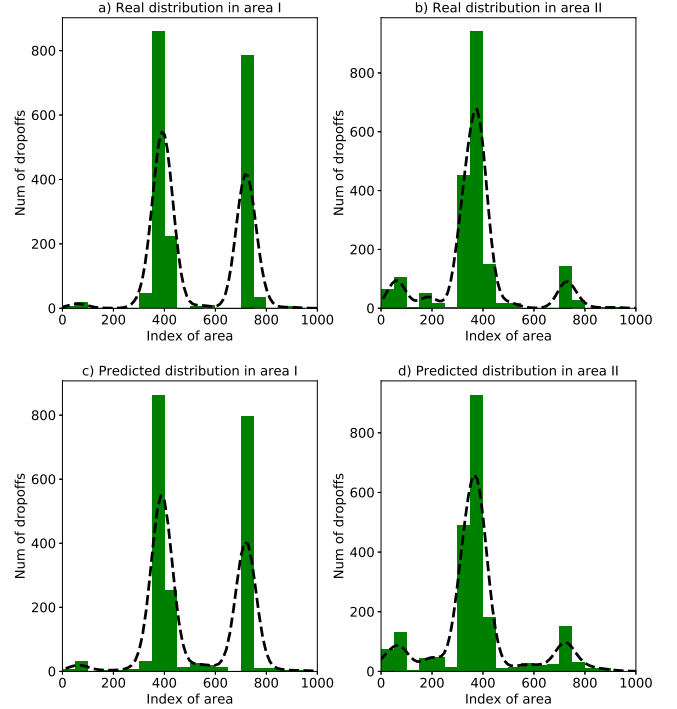 a) Real distribution in area I
b) Real distribution in area II
Num of dropoffs
800
600
400
200
0
0 200 400 600 800 1000
Index of area
Num of dropoffs
800
600
400
200
0
0 200 400 600 800 1000
Index of area
c) Predicted distribution in area I
d) Predicted distribution in area II
Num of dropoffs
800
600
400
200
0
0 200 400 600 800 1000
Index of area
Num of dropoffs
800
600
400
200
0
0 200 400 600 800 1000
Index of area